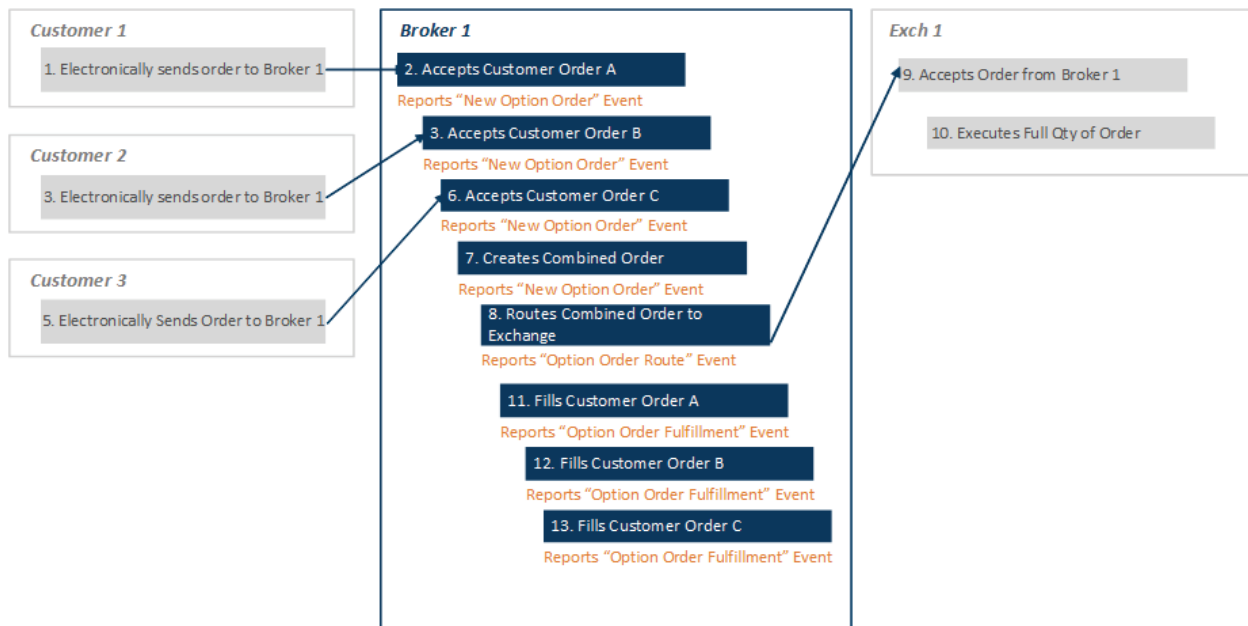 Customer 1
1. Electronically sends order to Broker 1
Customer 2
3. Electronically sends order to Broker 1
Customer 3
5. Electronically Sends Order to Broker 1
Broker 1
2. Accepts Customer Order A
Reports “New Option Order” Event
3. Accepts Customer Order B
Reports “New Option Order” Event
6. Accepts Customer Order C
Reports “New Option Order” Event
7. Creates Combined Order
Reports “New Option Order” Event
8. Routes Combined Order to
Exchange
Reports “Option Order Route” Event
11. Fills Customer Order A
Reports “Option Order Fulfillment” Event
12. Fills Customer Order B
Reports “Option Order Fulfillment” Event
13. Fills Customer Order C
Reports “Option Order Fulfillment” Event
Exch 1
9. Accepts Order from Broker 1
10. Executes Full Qty of Order